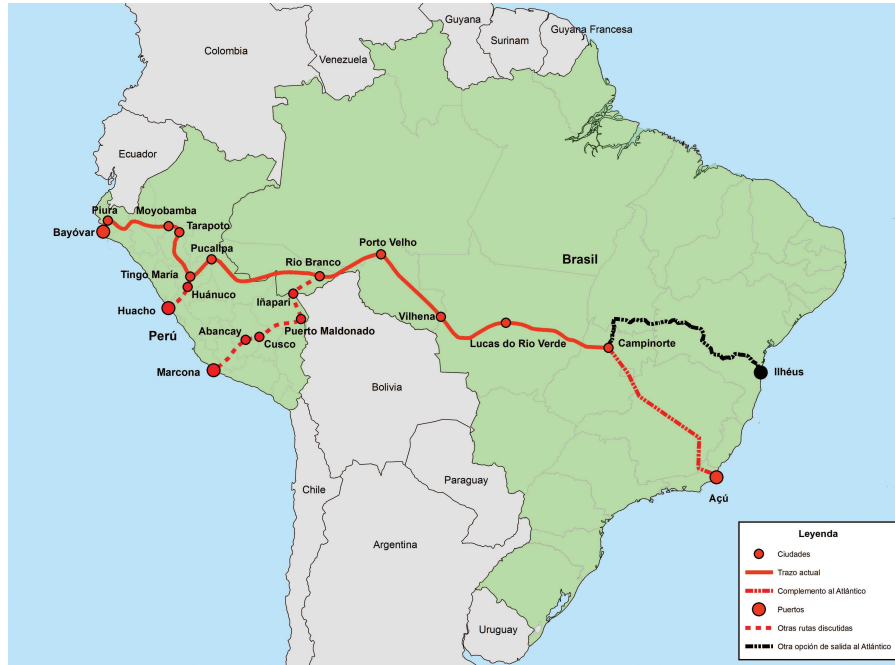 Guyana
Guyana Francesa
Surinam
Colombia
Venezuela
Ecuador
Piura
Moyobamba
Bayóvar
Tarapoto
Pucallpa
Porto Velho
Rio Branco
Brasil
Tingo María
Huánuco
Iñapari
Huacho
Vilhena
Perú
Abancay
Puerto Maldonado
Cusco
Lucas do Rio Verde
Campinorte
Marcona
Ilhéus
Bolivia
Paraguay
Chile
Açú
Argentina
Uruguay
Leyenda
Ciudades
Trazo actual
Complemento al Atlántico
Puertos
Otras rutas discutidas
Otra opción de salida al Atlántico